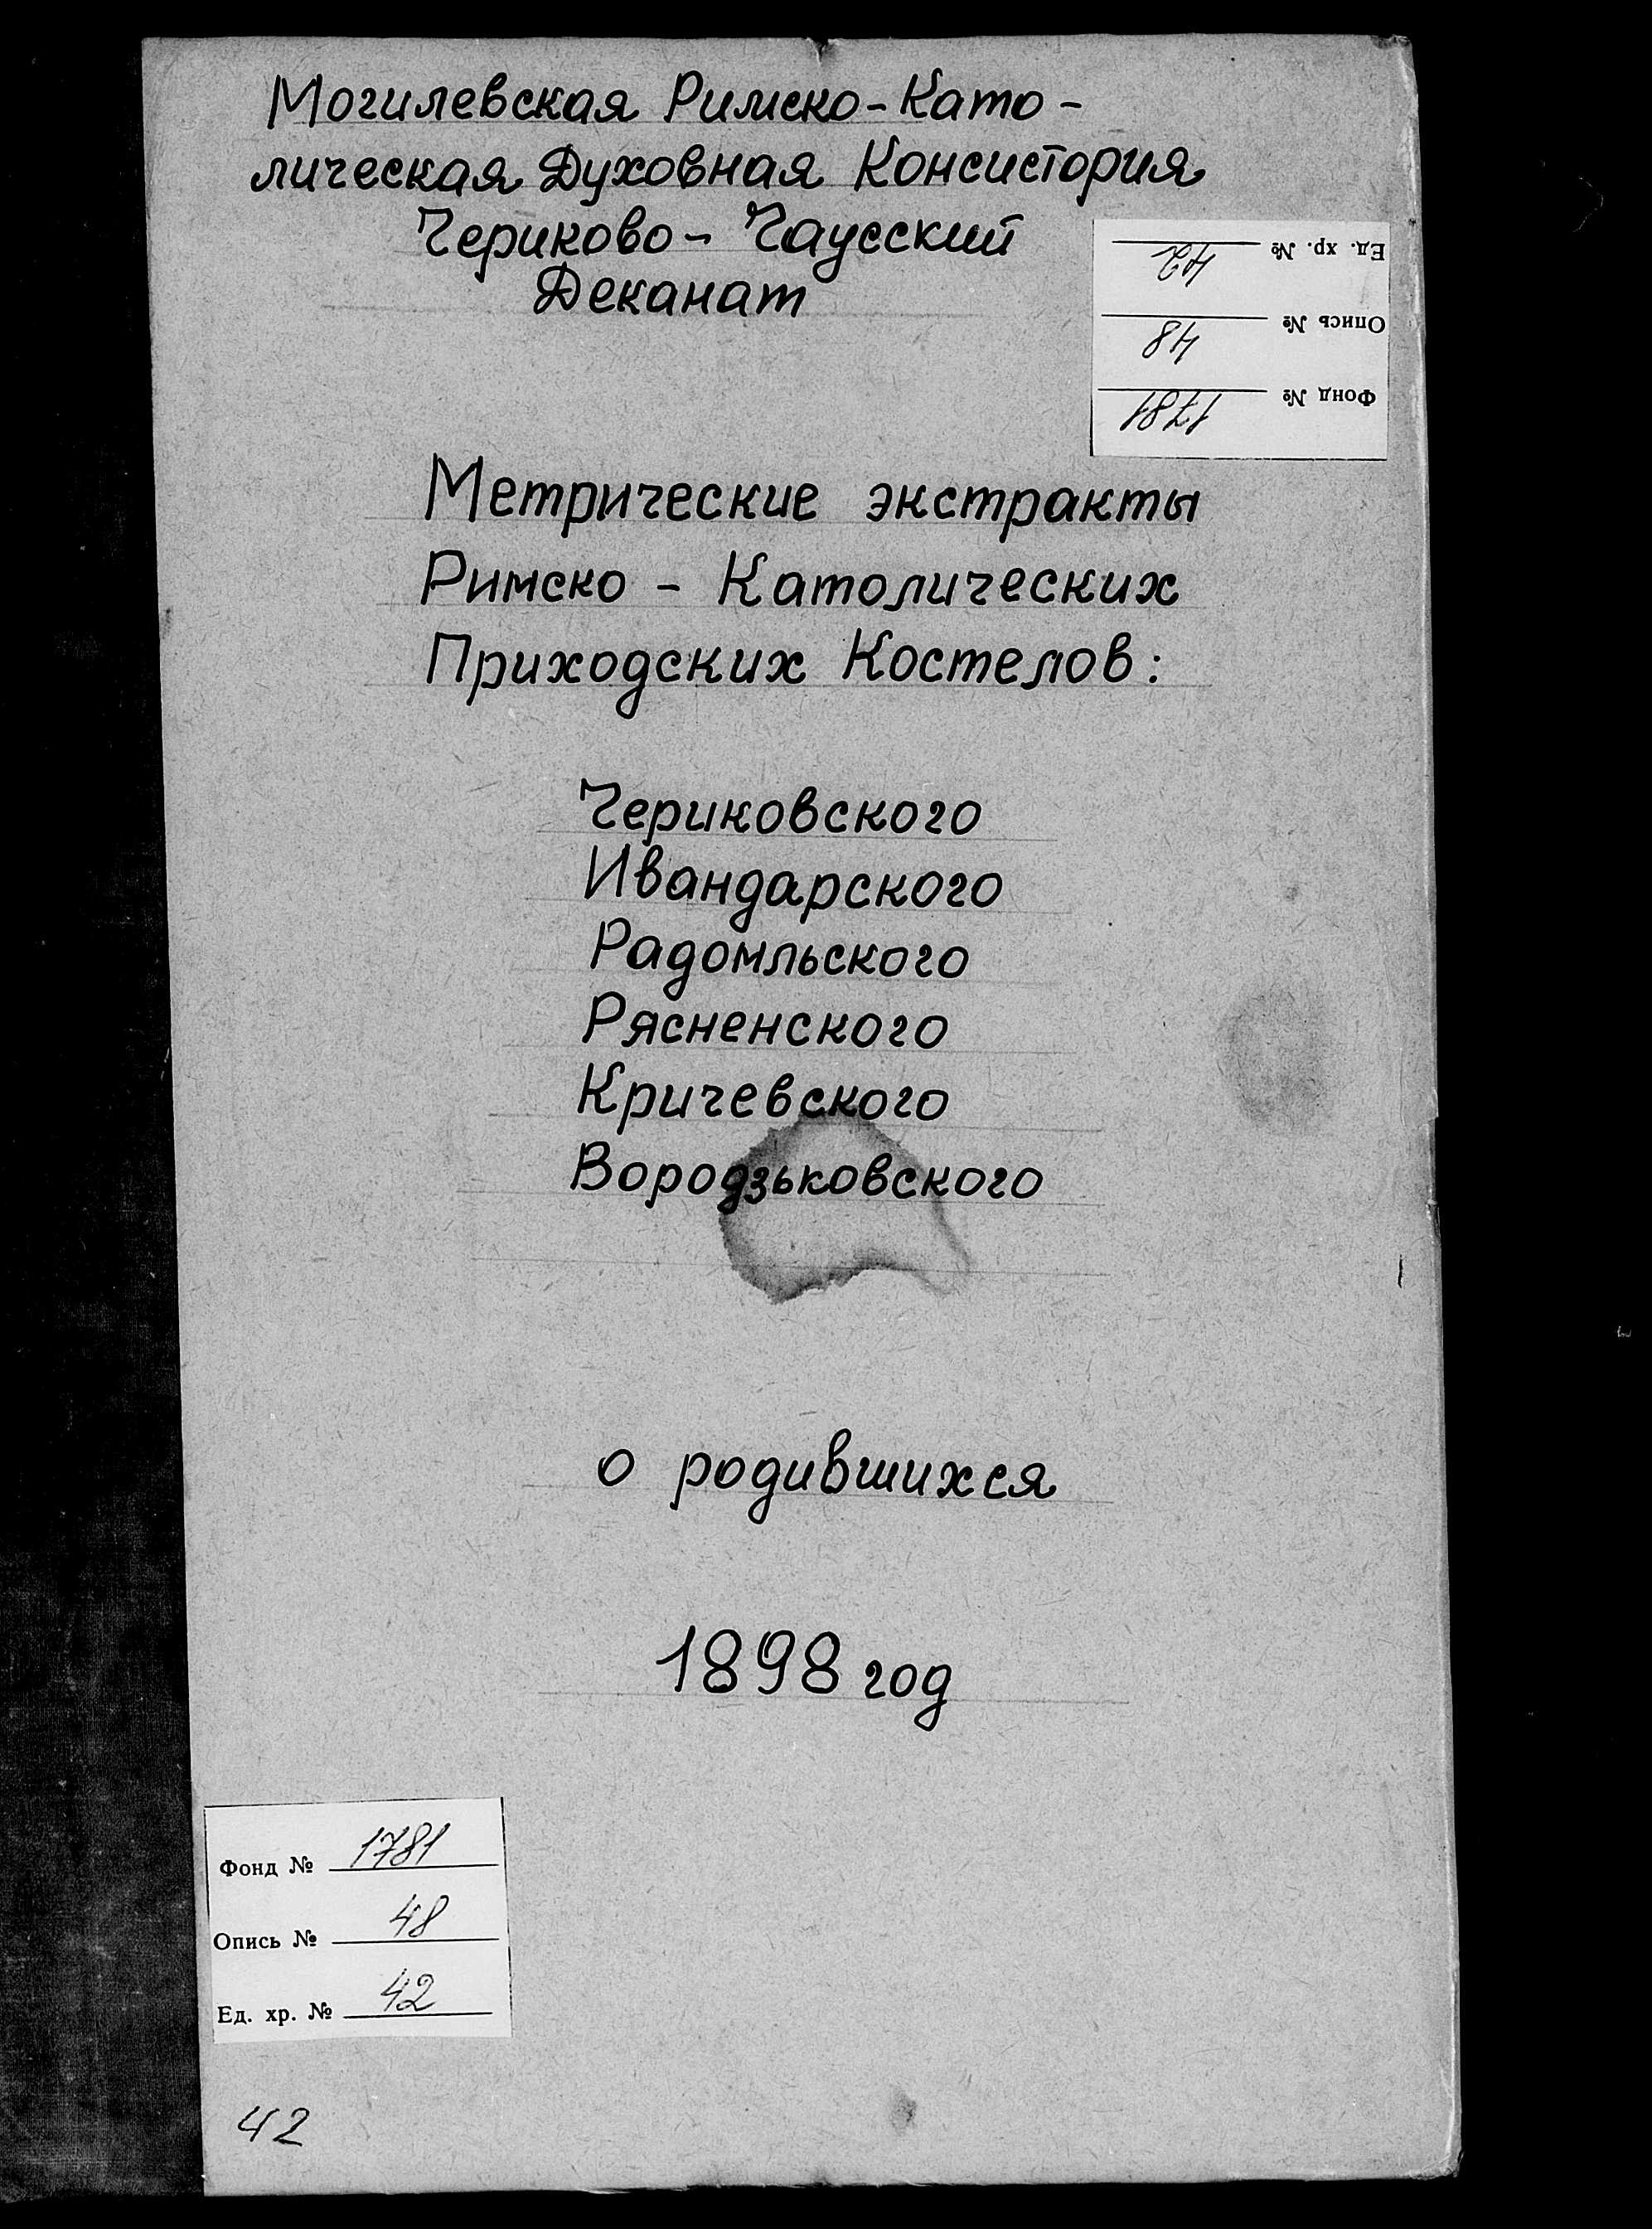 Могилевская Римско-Като-
лическая Духовная Консистория
Чериково - Чаусский
Деканат
Ед. хр. № 42
Опись № 48
Фонд № 1781
Метрические экстракты
Римско - Католических
Приходских Костелов:
Чериковского
Ивандарского
Радомльского
Рясненского
Кричевского
Вородзьковского
о родившихся
1898 год
Фонд № 1781
Опись № 48
Ед. хр. № 42
42